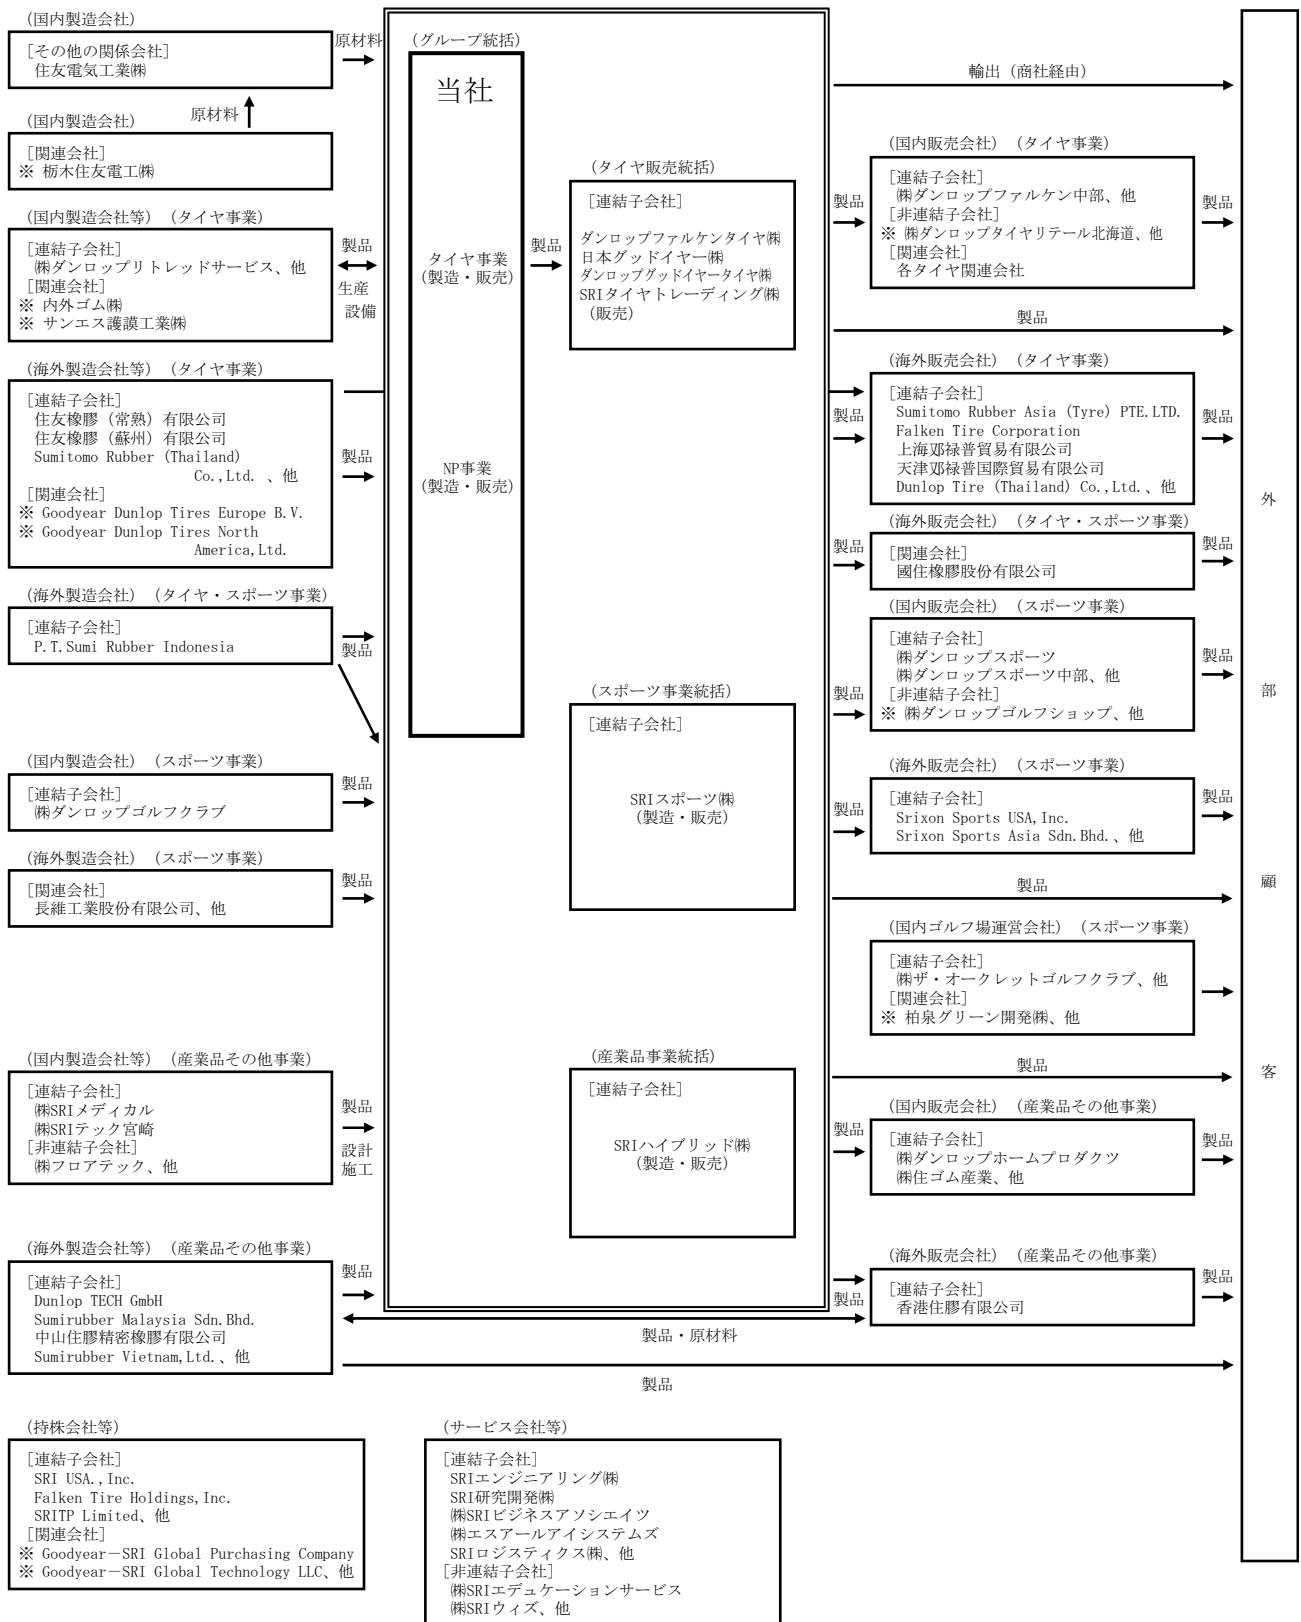 (国内製造会社)
[その他の関係会社]
住友電気工業㈱
原材料
(国内製造会社)
原材料
[関連会社]
※ 栃木住友電工㈱
(国内製造会社等) (タイヤ事業)
[連結子会社]
㈱ダンロップリトレッドサービス、他
[関連会社]
※ 内外ゴム㈱
※ サンエス護謨工業㈱
製品
生産
設備
(海外製造会社等) (タイヤ事業)
[連結子会社]
住友橡膠 (常熟) 有限公司
住友橡膠 (蘇州) 有限公司
Sumitomo Rubber (Thailand)
Co.,Ltd. 、他
[関連会社]
※ Goodyear Dunlop Tires Europe B.V.
※ Goodyear Dunlop Tires North
America,Ltd.
製品
(海外製造会社) (タイヤ・スポーツ事業)
[連結子会社]
P.T.Sumi Rubber Indonesia
製品
(国内製造会社) (スポーツ事業)
[連結子会社]
㈱ダンロップゴルフクラブ
製品
(海外製造会社) (スポーツ事業)
[関連会社]
長維工業股份有限公司、他
製品
(国内製造会社等) (産業品その他事業)
[連結子会社]
㈱SRIメディカル
㈱SRIテック宮崎
[非連結子会社]
㈱フロアテック、他
製品
設計
施工
(海外製造会社等) (産業品その他事業)
[連結子会社]
Dunlop TECH GmbH
Sumirubber Malaysia Sdn.Bhd.
中山住膠精密橡膠有限公司
Sumirubber Vietnam,Ltd.、他
製品
(グループ統括)
当社
タイヤ事業
(製造・販売)
NP事業
(製造・販売)
製品
(タイヤ販売統括)
[連結子会社]
ダンロップファルケンタイヤ㈱
日本グッドイヤー㈱
ダンロップグッドイヤータイヤ㈱
SRIタイヤトレーディング㈱
(販売)
(スポーツ事業統括)
[連結子会社]
SRIスポーツ㈱
(製造・販売)
(産業品事業統括)
[連結子会社]
SRIハイブリッド㈱
(製造・販売)
輸出 (商社経由)
(国内販売会社) (タイヤ事業)
製品
[連結子会社]
㈱ダンロップファルケン中部、他
[非連結子会社]
※ ㈱ダンロップタイヤリテール北海道、他
[関連会社]
各タイヤ関連会社
製品
製品
(海外販売会社) (タイヤ事業)
製品
[連結子会社]
Sumitomo Rubber Asia (Tyre) PTE.LTD.
Falken Tire Corporation
上海邓禄普貿易有限公司
天津邓禄普国際貿易有限公司
Dunlop Tire (Thailand) Co.,Ltd.、他
製品
(海外販売会社) (タイヤ・スポーツ事業)
製品
[関連会社]
國住橡膠股份有限公司
製品
(国内販売会社) (スポーツ事業)
製品
[連結子会社]
㈱ダンロップスポーツ
㈱ダンロップスポーツ中部、他
[非連結子会社]
※ ㈱ダンロップゴルフショップ、他
製品
(海外販売会社) (スポーツ事業)
製品
[連結子会社]
Srixon Sports USA,Inc.
Srixon Sports Asia Sdn.Bhd.、他
製品
製品
(国内ゴルフ場運営会社) (スポーツ事業)
[連結子会社]
㈱ザ・オークレットゴルフクラブ、他
[関連会社]
※ 柏泉グリーン開発㈱、他
製品
(国内販売会社) (産業品その他事業)
製品
[連結子会社]
㈱ダンロップホームプロダクツ
㈱住ゴム産業、他
製品
(海外販売会社) (産業品その他事業)
製品
[連結子会社]
香港住膠有限公司
製品
製品・原材料
製品
外
部
顧
客
(持株会社等)
[連結子会社]
SRI USA.,Inc.
Falken Tire Holdings,Inc.
SRITP Limited、他
[関連会社]
※ Goodyear－SRI Global Purchasing Company
※ Goodyear－SRI Global Technology LLC、他
(サービス会社等)
[連結子会社]
SRIエンジニアリング㈱
SRI研究開発㈱
㈱SRIビジネスアソシエイツ
㈱エスアールアイシステムズ
SRIロジスティクス㈱、他
[非連結子会社]
㈱SRIエデュケーションサービス
㈱SRIウィズ、他